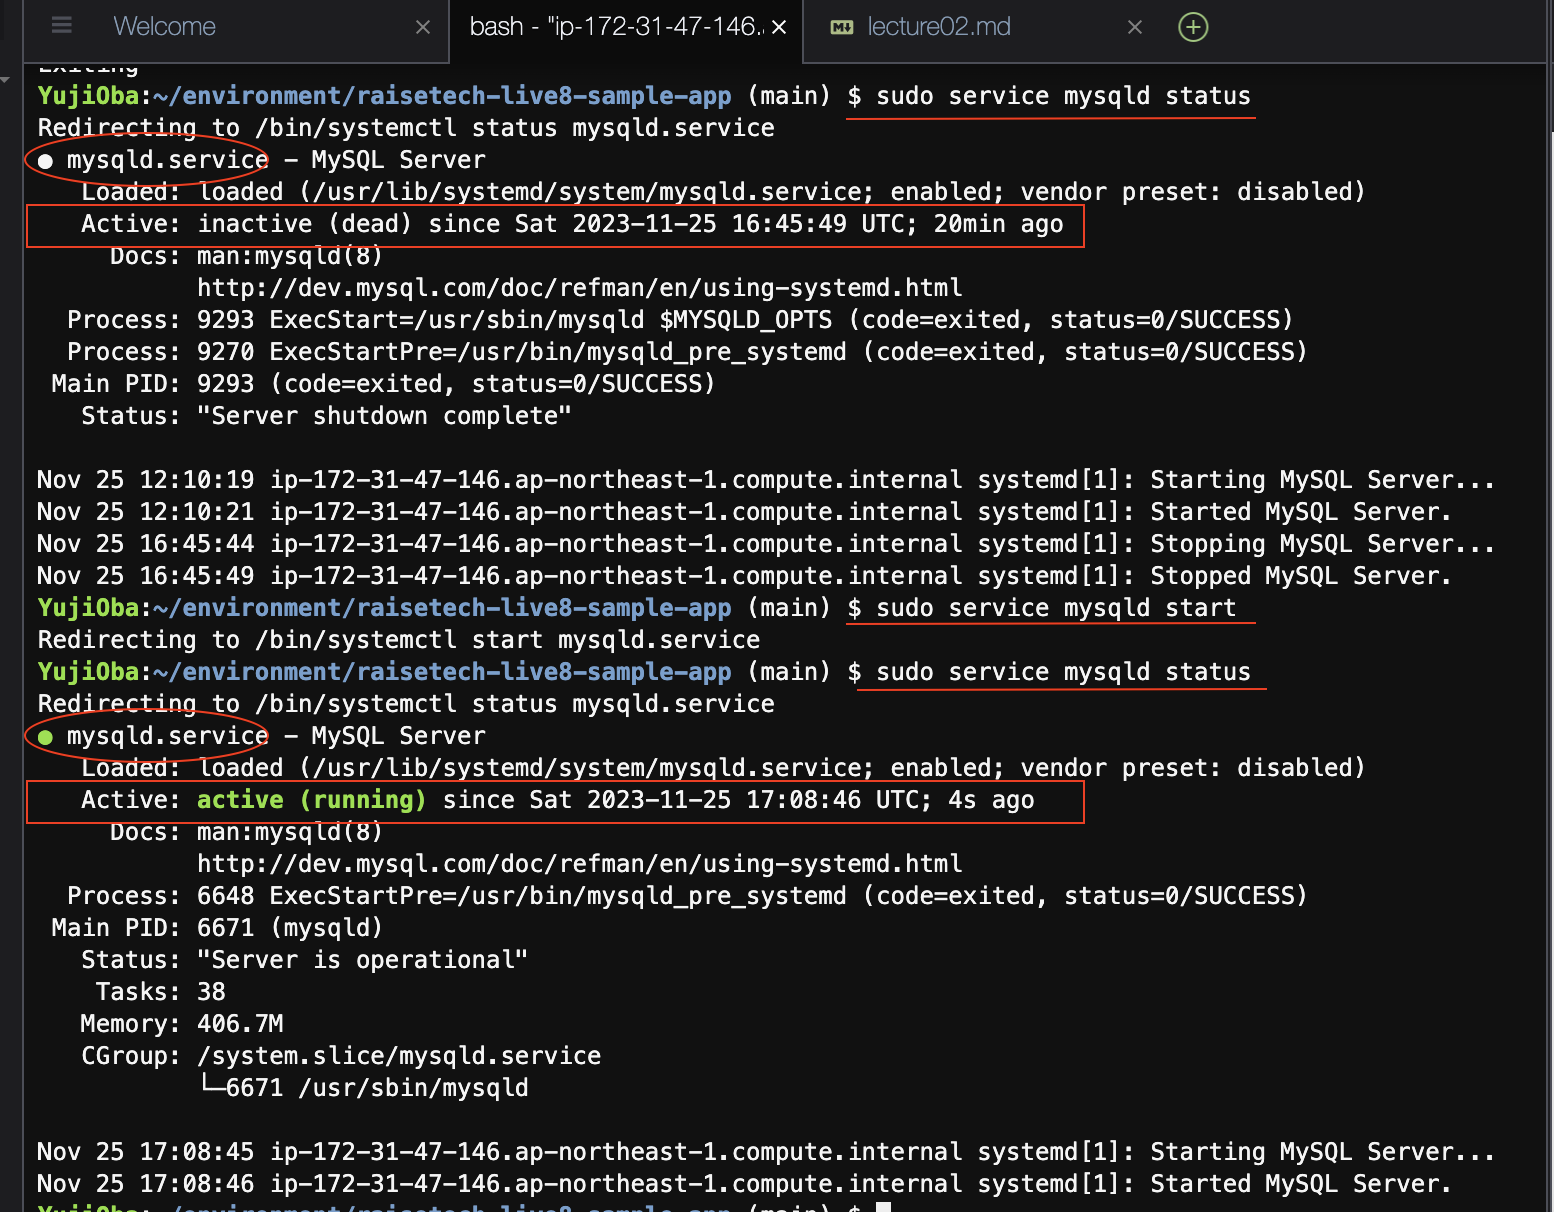 Welcome
bash - "ip-172-31-47-146.
lecture02.md
Exiting
YujiOba:~/environment/raisetech-live8-sample-app (main) $ sudo service mysqld status
Redirecting to /bin/systemctl status mysqld.service
● mysqld.service - MySQL Server
Loaded: loaded (/usr/lib/systemd/system/mysqld.service; enabled; vendor preset: disabled)
Active: inactive (dead) since Sat 2023-11-25 16:45:49 UTC; 20min ago
Docs: man:mysqld(8)
http://dev.mysql.com/doc/refman/en/using-systemd.html
Process: 9293 ExecStart=/usr/sbin/mysqld $MYSQLD_OPTS (code=exited, status=0/SUCCESS)
Process: 9270 ExecStartPre=/usr/bin/mysqld_pre_systemd (code=exited, status=0/SUCCESS)
Main PID: 9293 (code=exited, status=0/SUCCESS)
Status: "Server shutdown complete"
Nov 25 12:10:19 ip-172-31-47-146.ap-northeast-1.compute.internal systemd[1]: Starting MySQL Server...
Nov 25 12:10:21 ip-172-31-47-146.ap-northeast-1.compute.internal systemd[1]: Started MySQL Server.
Nov 25 16:45:44 ip-172-31-47-146.ap-northeast-1.compute.internal systemd[1]: Stopping MySQL Server...
Nov 25 16:45:49 ip-172-31-47-146.ap-northeast-1.compute.internal systemd[1]: Stopped MySQL Server.
YujiOba:~/environment/raisetech-live8-sample-app (main) $ sudo service mysqld start
Redirecting to /bin/systemctl start mysqld.service
YujiOba:~/environment/raisetech-live8-sample-app (main) $ sudo service mysqld status
Redirecting to /bin/systemctl status mysqld.service
● mysqld.service - MySQL Server
Loaded: loaded (/usr/lib/systemd/system/mysqld.service; enabled; vendor preset: disabled)
Active: active (running) since Sat 2023-11-25 17:08:46 UTC; 4s ago
Docs: man:mysqld(8)
http://dev.mysql.com/doc/refman/en/using-systemd.html
Process: 6648 ExecStartPre=/usr/bin/mysqld_pre_systemd (code=exited, status=0/SUCCESS)
Main PID: 6671 (mysqld)
Status: "Server is operational"
Tasks: 38
Memory: 406.7M
CGroup: /system.slice/mysqld.service
└─6671 /usr/sbin/mysqld
Nov 25 17:08:45 ip-172-31-47-146.ap-northeast-1.compute.internal systemd[1]: Starting MySQL Server...
Nov 25 17:08:46 ip-172-31-47-146.ap-northeast-1.compute.internal systemd[1]: Started MySQL Server.
YujiOba:~/environment/raisetech-live8-sample-app (main) $